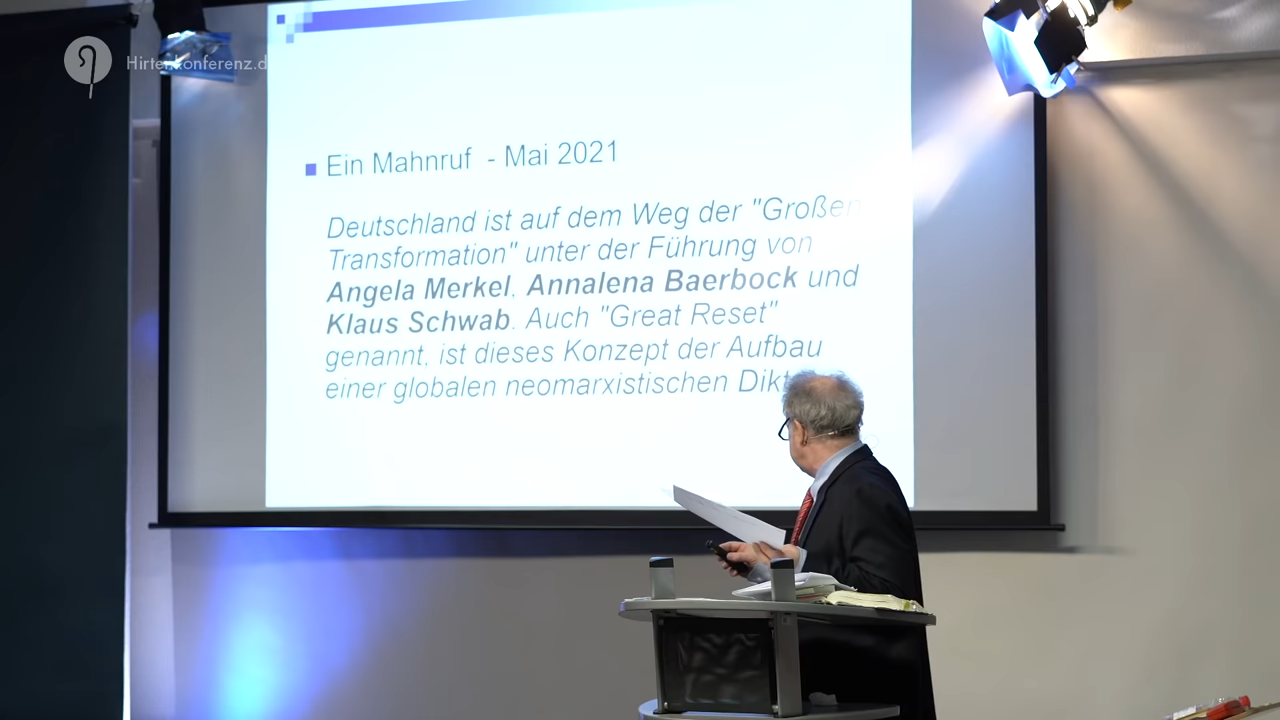 Hirtenkonferenz.d
Ein Mahnruf - Mai 2021
Deutschland ist auf dem Weg der "Großen
Transformation" unter der Führung von
Angela Merkel, Annalena Baerbock und
Klaus Schwab. Auch "Great Reset"
genannt, ist dieses Konzept der Aufbau
einer globalen neomarxistischen Dikt